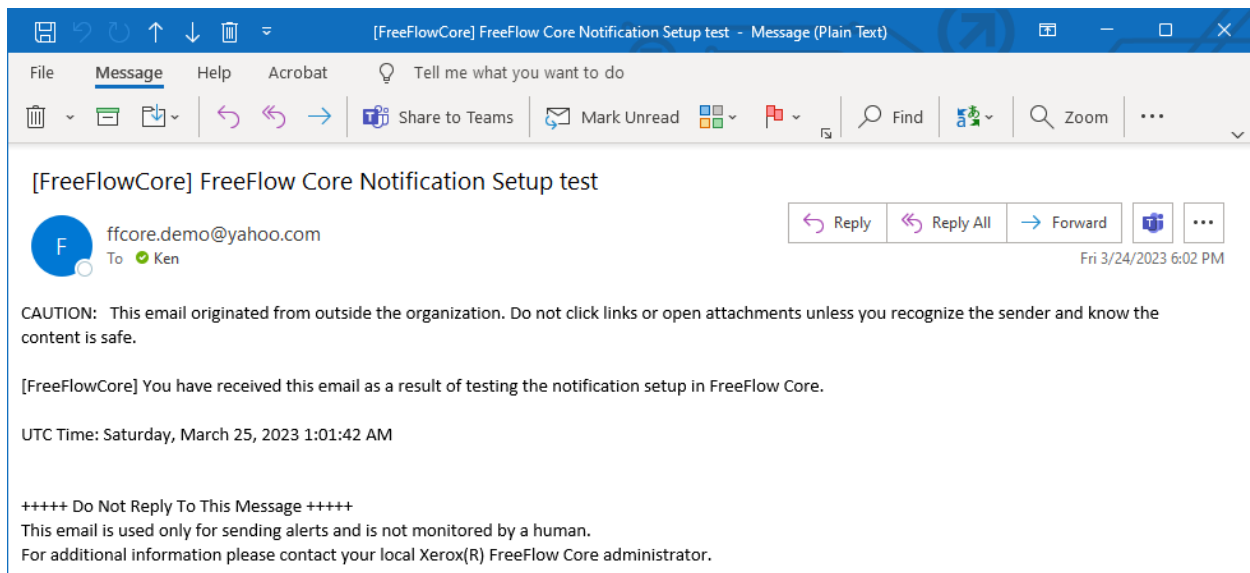 [FreeFlowCore] FreeFlow Core Notification Setup test - Message (Plain Text)
File Message Help Acrobat Tell me what you want to do
Share to Teams Mark Unread Find Zoom
[FreeFlowCore] FreeFlow Core Notification Setup test
F
ffcore.demo@yahoo.com
To Ken
Reply Reply All Forward
Fri 3/24/2023 6:02 PM
CAUTION: This email originated from outside the organization. Do not click links or open attachments unless you recognize the sender and know the
content is safe.
[FreeFlowCore] You have received this email as a result of testing the notification setup in FreeFlow Core.
UTC Time: Saturday, March 25, 2023 1:01:42 AM
+++++ Do Not Reply To This Message +++++
This email is used only for sending alerts and is not monitored by a human.
For additional information please contact your local Xerox(R) FreeFlow Core administrator.